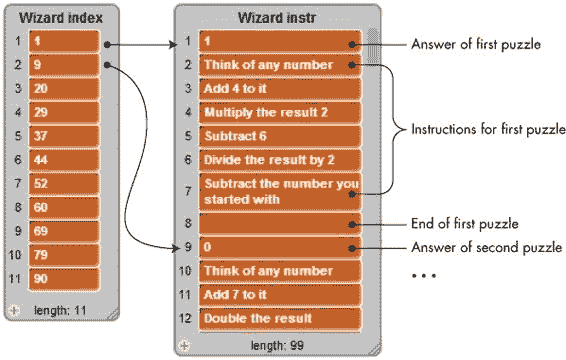 Wizard index
1 1
2 9
3 20
4 29
5 37
6 44
7 52
8 60
9 69
10 79
11 90
+ length: 11
Wizard instr
1 1
2 Think of any number
3 Add 4 to it
4 Multiply the result 2
5 Subtract 6
6 Divide the result by 2
7 Subtract the number you
started with
8
9 0
10 Think of any number
11 Add 7 to it
12 Double the result
+ length: 99
Answer of first puzzle
Instructions for first puzzle
End of first puzzle
Answer of second puzzle
...